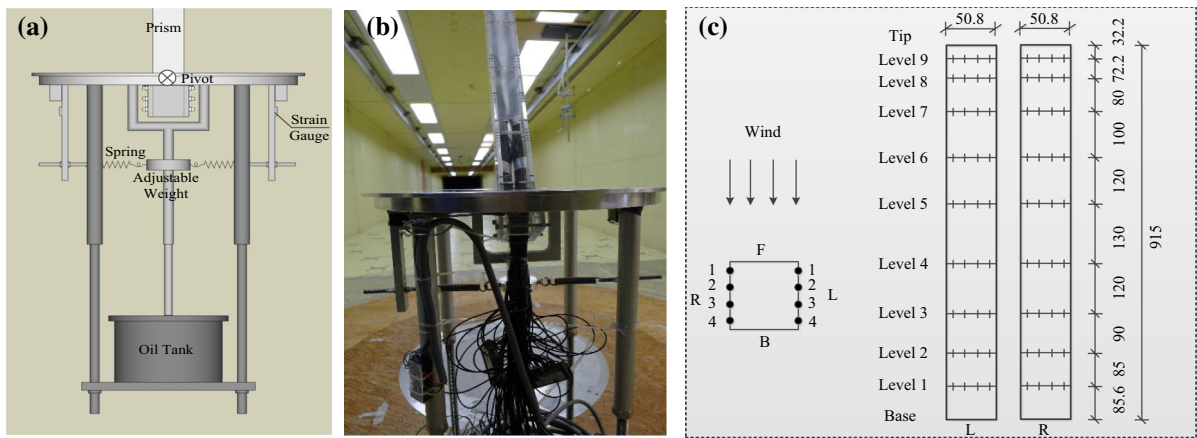 (a)
Prism
Pivot
Strain
Gauge
Spring
Adjustable
Weight
Oil Tank
(b)
(c)
50.8
50.8
32.2
Tip
Level 9
72.2
Level 8
80
Level 7
100
Level 6
120
Level 5
130
915
Level 4
120
Level 3
90
Level 2
85
Level 1
85.6
Base
L
R
Wind
F
1
1
2
2
R
L
3
3
4
4
B